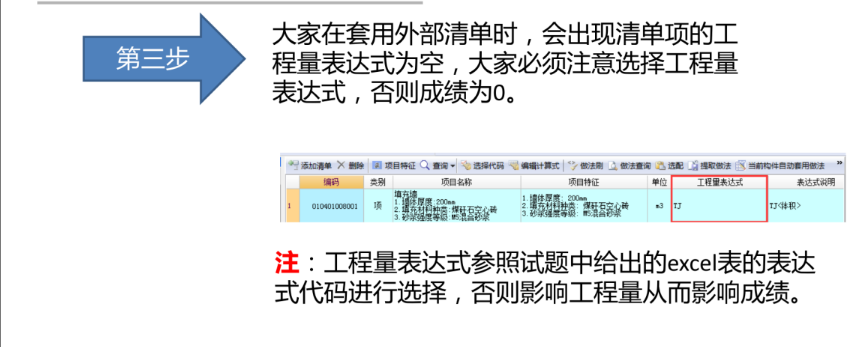 第三步
大家在套用外部清单时，会出现清单项的工
程量表达式为空，大家必须注意选择工程量
表达式，否则成绩为0。
添加清单 删除 项目特征 查询 选择代码 编辑计算式 做法刷 做法查询 选配 提取做法 当前构件自动套用做法 »
编码 类别 项目名称 项目特征 单位 工程量表达式 表达式说明
1 010401008001 项 填充墙 1.墙体厚度:200mm 2.填充材料种类:煤矸石空心砖 3.砂浆强度等级:M5混合砂浆 1.墙体厚度: 200mm 2.填充材料种类: 煤矸石空心砖 3.砂浆强度等级: M5混合砂浆 m3 TJ TJ<体积>
注：工程量表达式参照试题中给出的excel表的表达
式代码进行选择，否则影响工程量从而影响成绩。